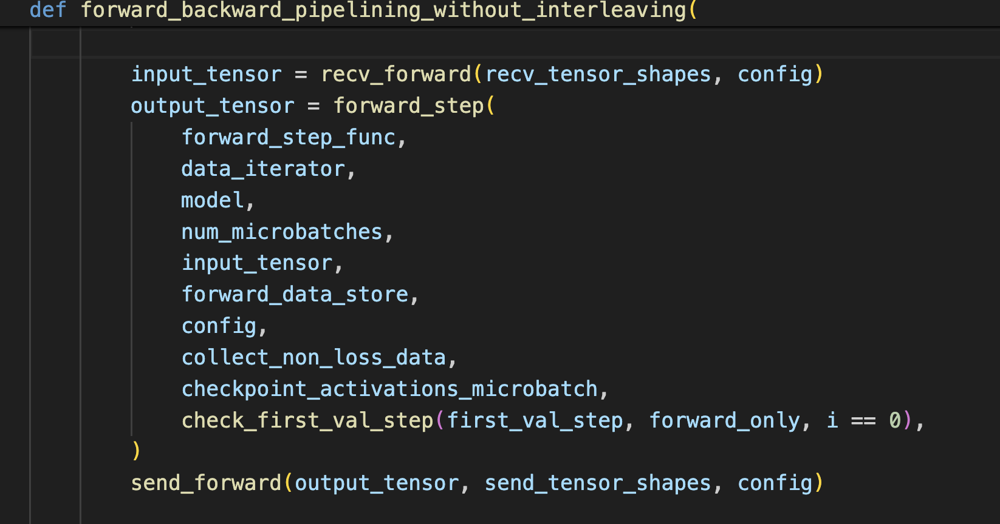 def forward_backward_pipelining_without_interleaving(
input_tensor = recv_forward(recv_tensor_shapes, config)
output_tensor = forward_step(
forward_step_func,
data_iterator,
model,
num_microbatches,
input_tensor,
forward_data_store,
config,
collect_non_loss_data,
checkpoint_activations_microbatch,
check_first_val_step(first_val_step, forward_only, i == 0),
)
send_forward(output_tensor, send_tensor_shapes, config)